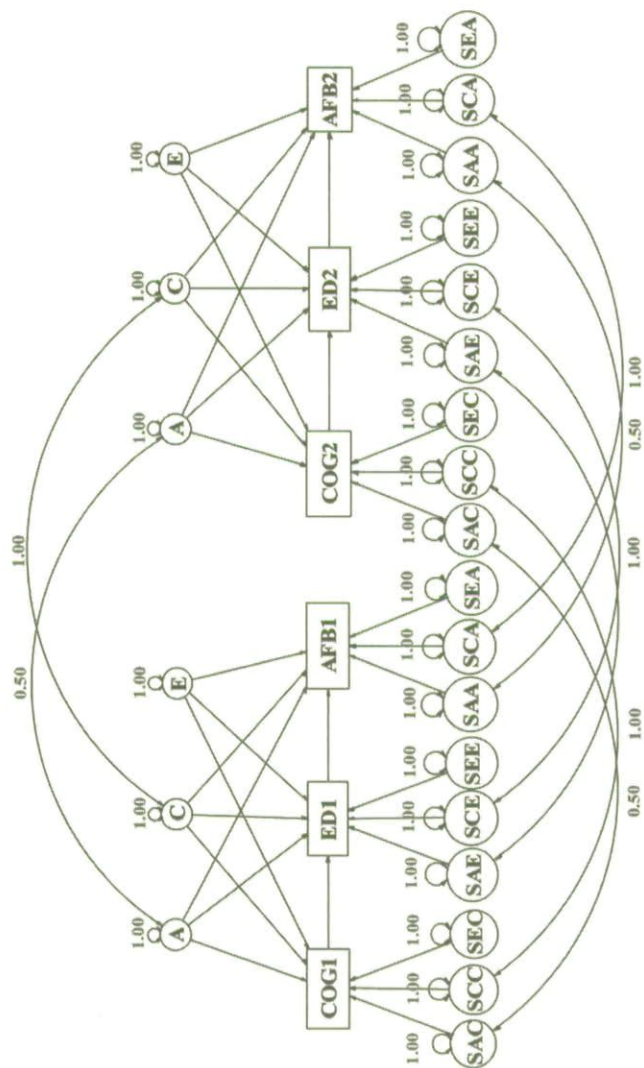 0.50 1.00
1.00 1.00 1.00 1.00 1.00 1.00
A C E A C E
COG1 ED1 AFB1 COG2 ED2 AFB2
1.00 1.00 1.00 1.00 1.00 1.00 1.00 1.00 1.00 1.00 1.00 1.00 1.00 1.00 1.00 1.00 1.00 1.00
SAC SCC SEC SAE SCE SEE SAA SCA SEA SAC SCC SEC SAE SCE SEE SAA SCA SEA
0.50 1.00 1.00 0.50 1.00